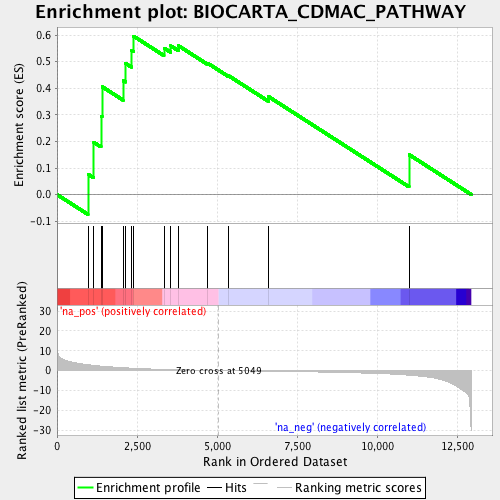 Enrichment plot: BIOCARTA_CDMAC_PATHWAY
Enrichment score (ES)
0.6
0.5
0.4
0.3
0.2
0.1
0.0
-0.1
Ranked list metric (PreRanked)
30
20
10
0
-10
-20
-30
'na_pos' (positively correlated)
Zero cross at 5049
'na_neg' (negatively correlated)
0
2,500
5,000
7,500
10,000
12,500
Rank in Ordered Dataset
Enrichment profile
Hits
Ranking metric scores